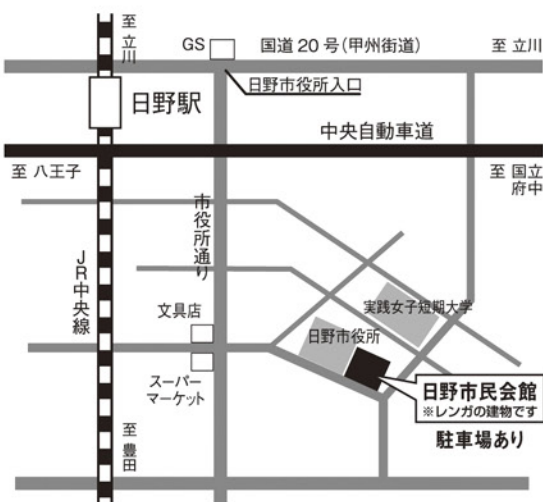 至 立川
GS
国道20号(甲州街道)
至 立川
日野市役所入口
日野駅
中央自動車道
至 八王子
至 国立
府中
市役所通り
JR中央線
文具店
実践女子短期大学
日野市役所
スーパー
マーケット
日野市民会館
※レンガの建物です
駐車場あり
至 豊田